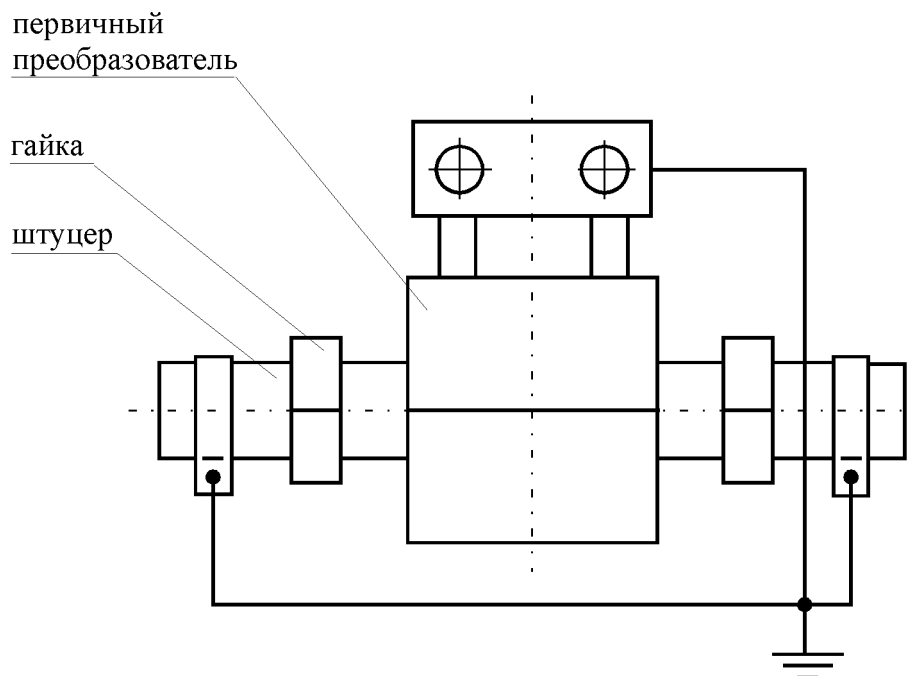 первичный
преобразователь
гайка
штуцер